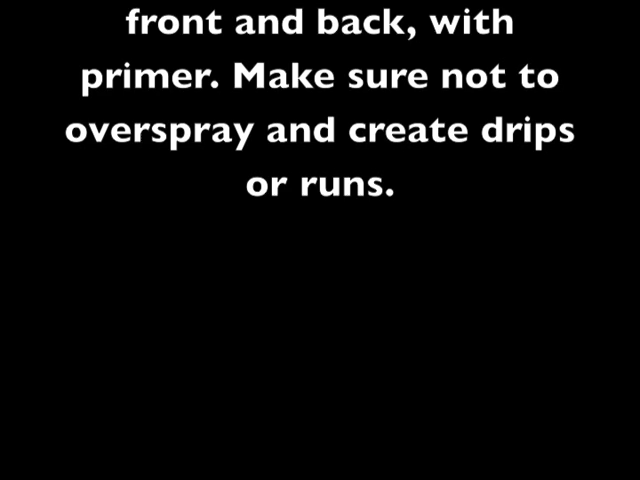 front and back, with
primer. Make sure not to
overspray and create drips
or runs.